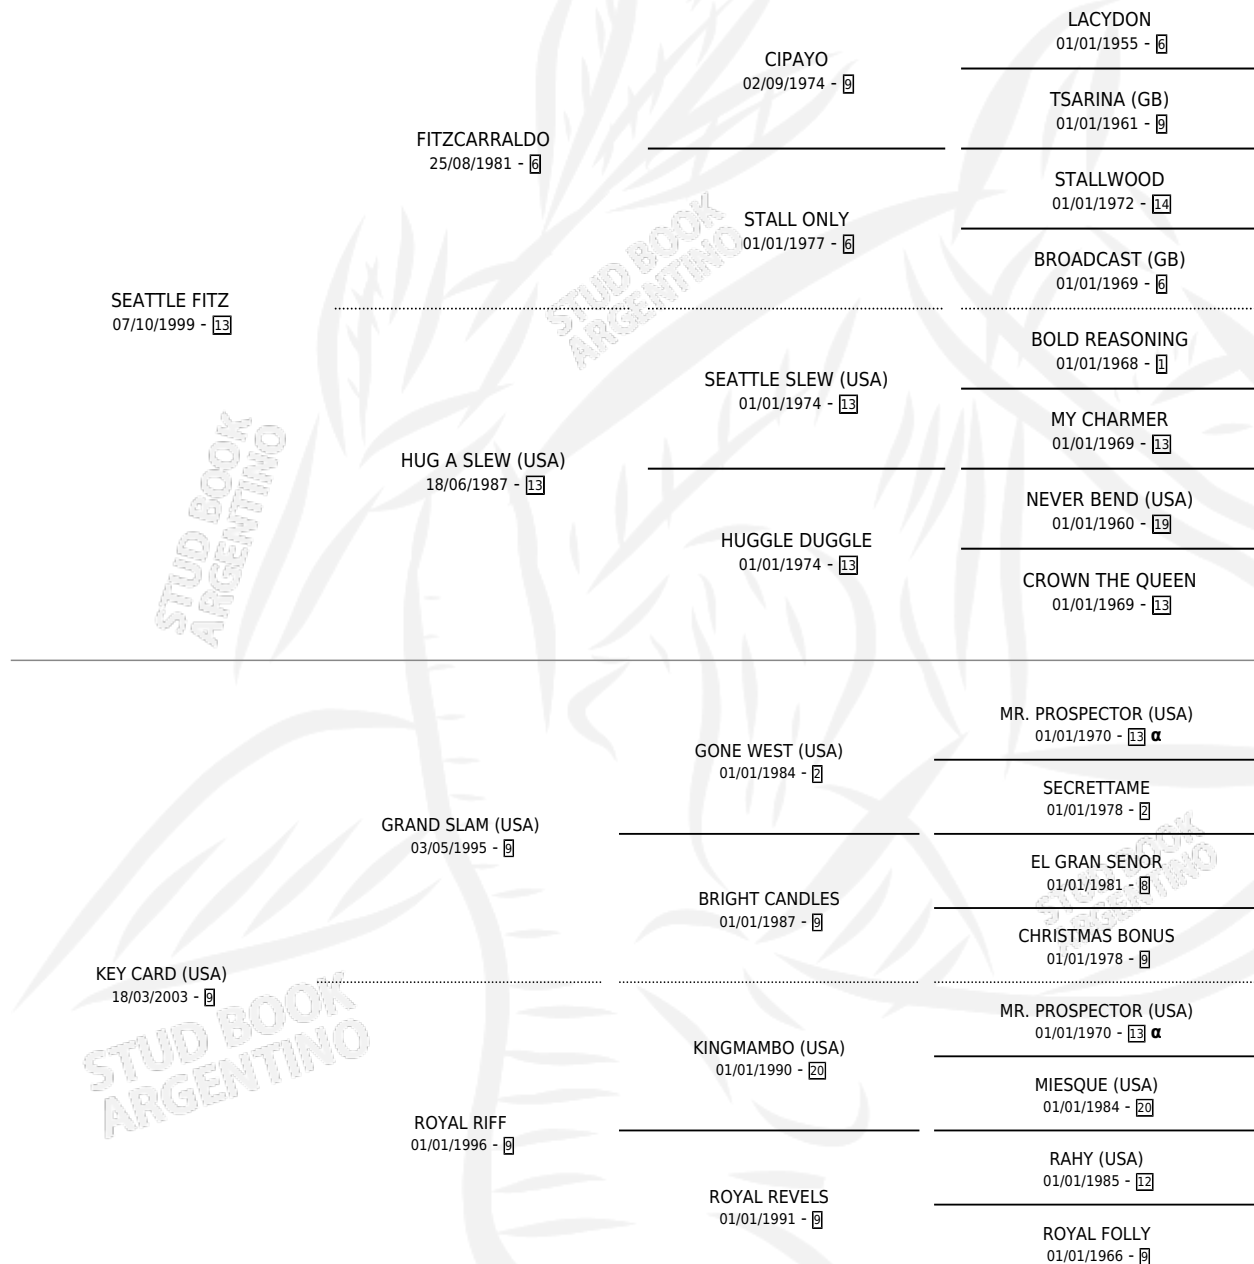 LACYDON
01/01/1955 - 6
CIPAYO
02/09/1974 - 9
TSARINA (GB)
01/01/1961 - 9
FITZCARRALDO
25/08/1981 - 6
STALLWOOD
01/01/1972 - 14
STALL ONLY
01/01/1977 - 6
BROADCAST (GB)
01/01/1969 - 6
SEATTLE FITZ
07/10/1999 - 13
STUD BOOK
ARGENTINO
BOLD REASONING
01/01/1968 - 1
SEATTLE SLEW (USA)
01/01/1974 - 13
MY CHARMER
01/01/1969 - 13
HUG A SLEW (USA)
18/06/1987 - 13
NEVER BEND (USA)
01/01/1960 - 19
HUGGLE DUGGLE
01/01/1974 - 13
CROWN THE QUEEN
01/01/1969 - 13
STUD BOOK
ARGENTINO
MR. PROSPECTOR (USA)
01/01/1970 - 13 α
GONE WEST (USA)
01/01/1984 - 2
SECRETTAME
01/01/1978 - 2
GRAND SLAM (USA)
03/05/1995 - 9
EL GRAN SENOR
01/01/1981 - 8
STUD BOOK
ARGENTINO
BRIGHT CANDLES
01/01/1987 - 9
CHRISTMAS BONUS
01/01/1978 - 9
KEY CARD (USA)
18/03/2003 - 9
STUD BOOK
ARGENTINO
MR. PROSPECTOR (USA)
01/01/1970 - 13 α
KINGMAMBO (USA)
01/01/1990 - 20
MIESQUE (USA)
01/01/1984 - 20
ROYAL RIFF
01/01/1996 - 9
RAHY (USA)
01/01/1985 - 12
ROYAL REVELS
01/01/1991 - 9
ROYAL FOLLY
01/01/1966 - 9